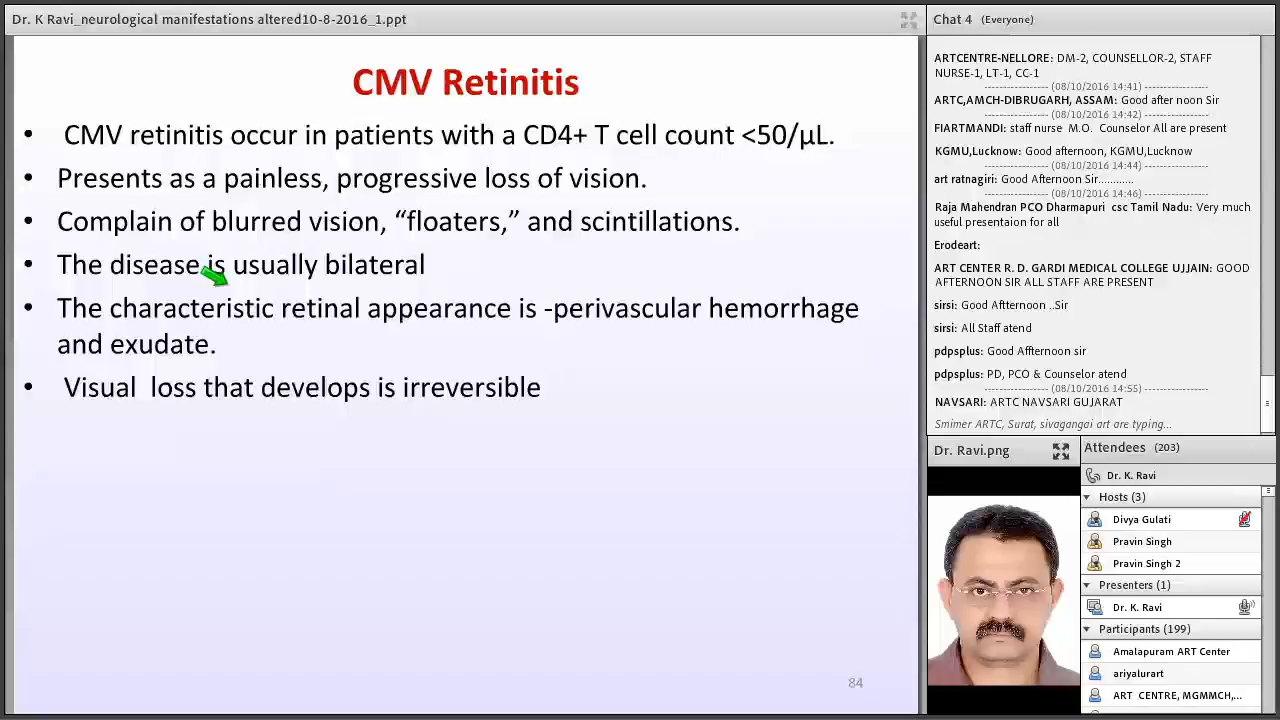 Dr. K Ravi_neurological manifestations altered10-8-2016_1.ppt
CMV Retinitis
• CMV retinitis occur in patients with a CD4+ T cell count <50/µL.
• Presents as a painless, progressive loss of vision.
• Complain of blurred vision, “floaters,” and scintillations.
• The disease is usually bilateral
• The characteristic retinal appearance is -perivascular hemorrhage
and exudate.
• Visual loss that develops is irreversible
84
Chat 4 (Everyone)
ARTCENTRE-NELLORE: DM-2, COUNSELLOR-2, STAFF
NURSE-1, LT-1, CC-1
------------------ (08/10/2016 14:41) ------------------
ARTC,AMCH-DIBRUGARH, ASSAM: Good after noon Sir
------------------ (08/10/2016 14:42) ------------------
FIARTMANDI: staff nurse M.O. Counselor All are present
KGMU,Lucknow: Good afternoon, KGMU,Lucknow
------------------ (08/10/2016 14:44) ------------------
art ratnagiri: Good Afternoon Sir...........
------------------ (08/10/2016 14:46) ------------------
Raja Mahendran PCO Dharmapuri csc Tamil Nadu: Very much
useful presentaion for all
Erodeart:
ART CENTER R. D. GARDI MEDICAL COLLEGE UJJAIN: GOOD
AFTERNOON SIR ALL STAFF ARE PRESENT
sirsi: Good Adfternoon ..Sir
sirsi: All Staff atend
pdpsplus: Good Affternoon sir
pdpsplus: PD, PCO & Counselor atend
------------------ (08/10/2016 14:55) ------------------
NAVSARI: ARTC NAVSARI GUJARAT
Smimer ARTC, Surat, sivagangai art are typing...
Dr. Ravi.png
Attendees (203)
Dr. K. Ravi
Hosts (3)
Divya Gulati
Pravin Singh
Pravin Singh 2
Presenters (1)
Dr. K. Ravi
Participants (199)
Amalapuram ART Center
ariyalurart
ART CENTRE, MGMMCH,...